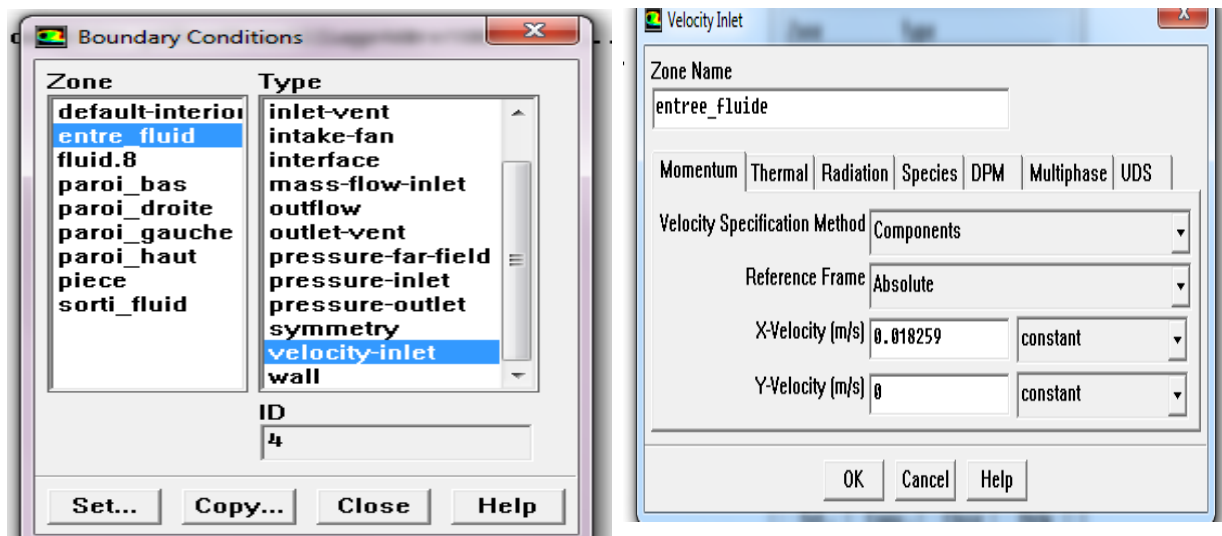 Boundary Conditions
Zone
default-interior
entre_fluid
fluid.8
paroi_bas
paroi_droite
paroi_gauche
paroi_haut
piece
sorti_fluid
Type
inlet-vent
intake-fan
interface
mass-flow-inlet
outflow
outlet-vent
pressure-far-field
pressure-inlet
pressure-outlet
symmetry
velocity-inlet
wall
ID
4
Set... Copy... Close Help
Velocity Inlet
Zone Name
entree_fluide
Momentum Thermal Radiation Species DPM Multiphase UDS
Velocity Specification Method Components
Reference Frame Absolute
X-Velocity (m/s) 0.018259 constant
Y-Velocity (m/s) 0 constant
OK Cancel Help